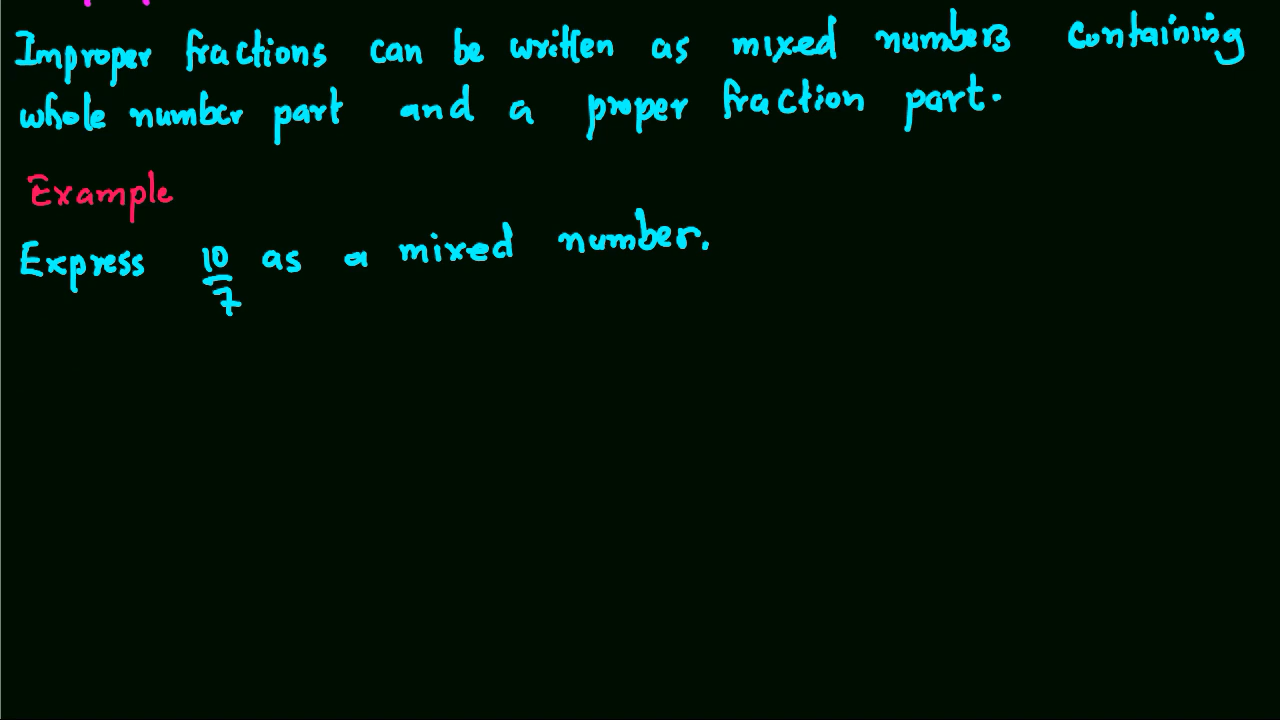 Improper fractions can be written as mixed numbers containing
whole number part and a proper fraction part.
Example
Express 10/7 as a mixed number.